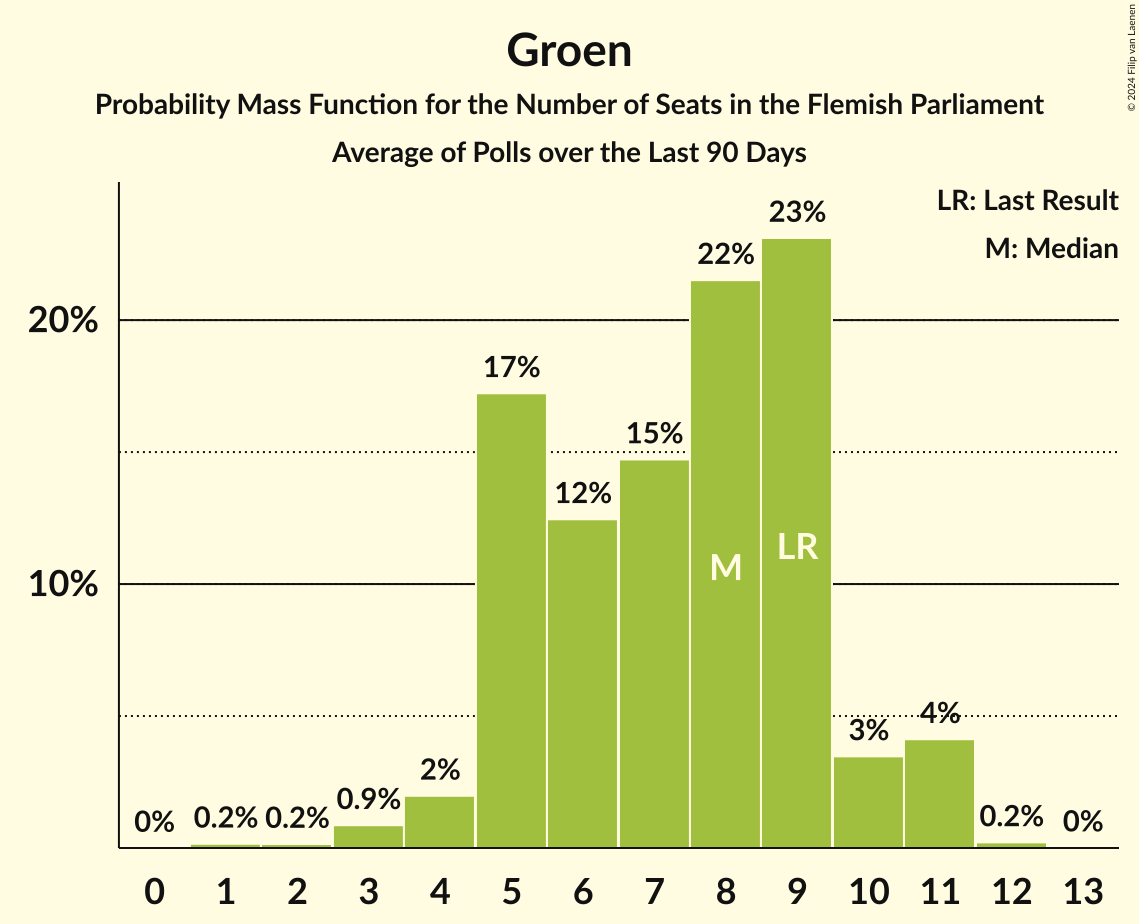 Groen
Probability Mass Function for the Number of Seats in the Flemish Parliament
Average of Polls over the Last 90 Days
© 2024 Filip van Laenen
LR: Last Result
M: Median
20%
10%
0%
0.2%
0.2%
0.9%
2%
17%
12%
15%
22%
23%
3%
4%
0.2%
0%
M
LR
0 1 2 3 4 5 6 7 8 9 10 11 12 13